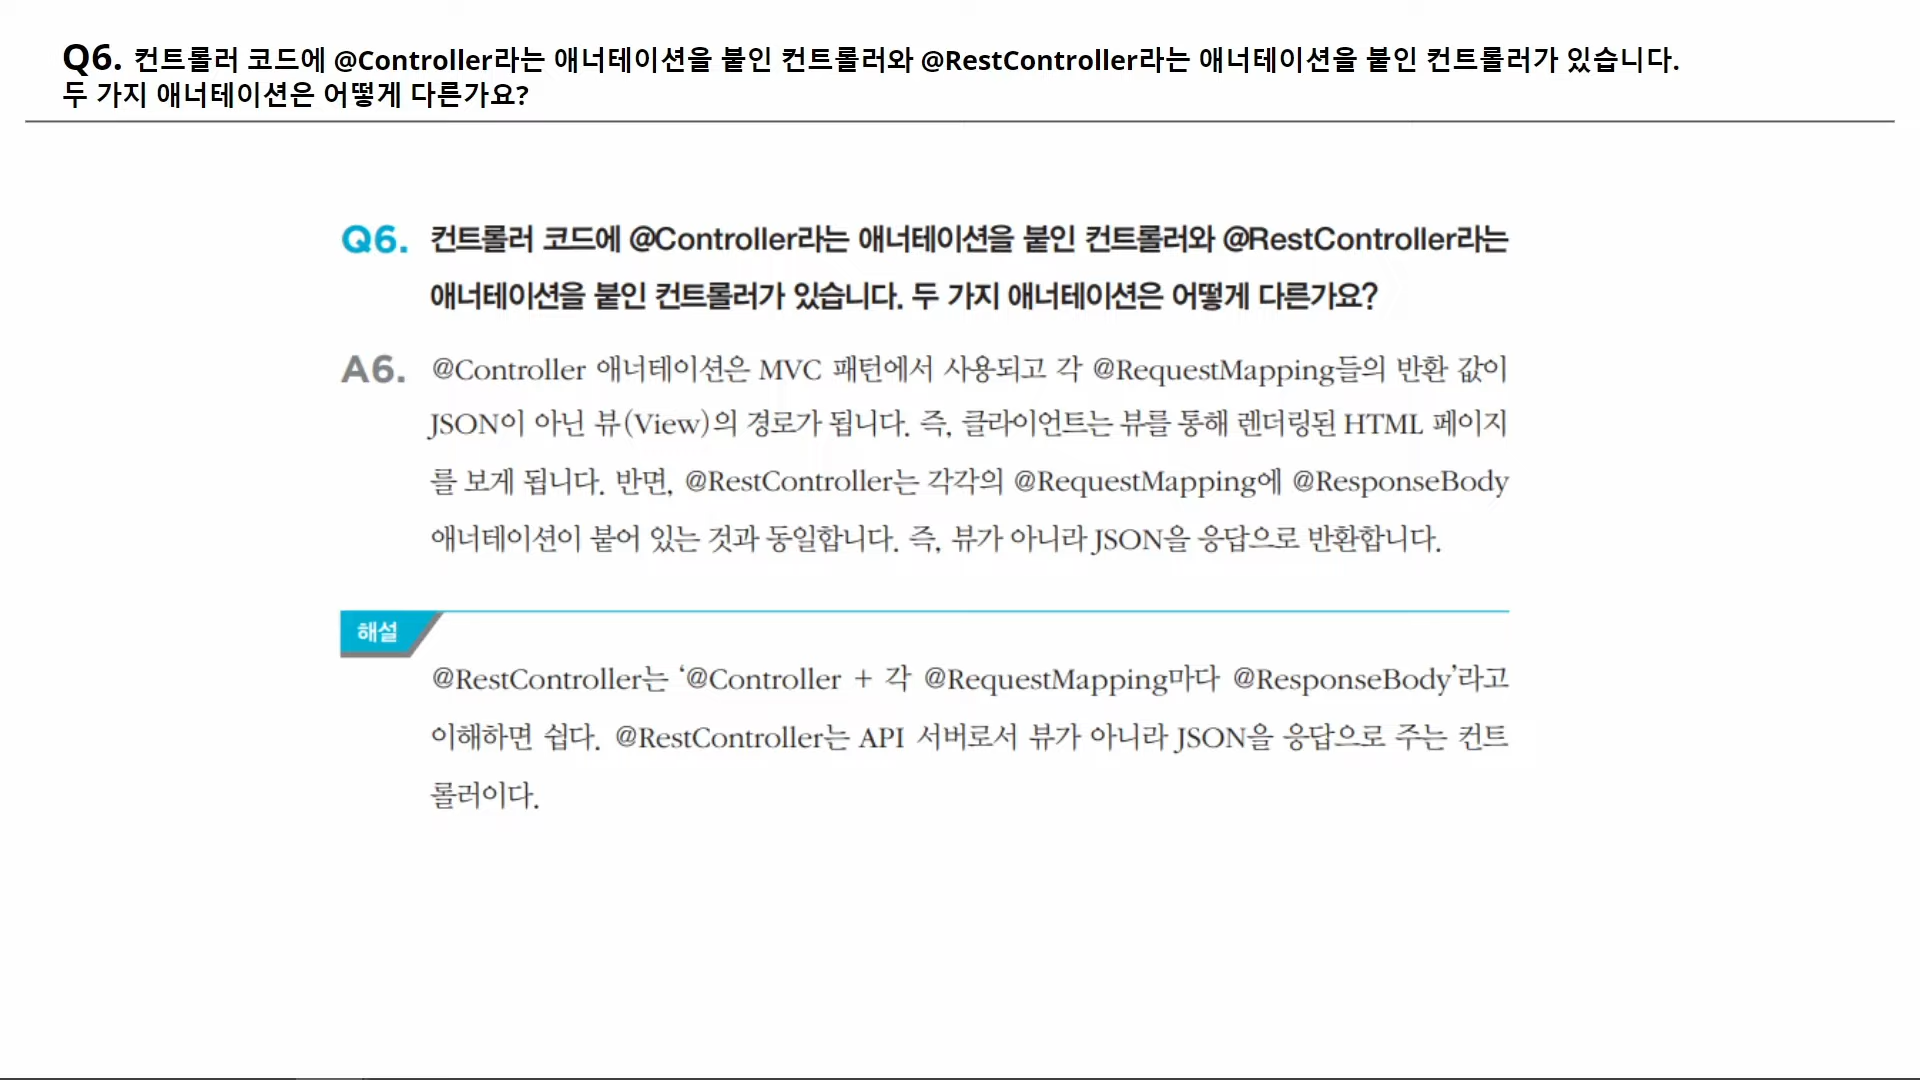 Q6. 컨트롤러 코드에 @Controller라는 애너테이션을 붙인 컨트롤러와 @RestController라는 애너테이션을 붙인 컨트롤러가 있습니다.
두 가지 애너테이션은 어떻게 다른가요?
Q6. 컨트롤러 코드에 @Controller라는 애너테이션을 붙인 컨트롤러와 @RestController라는
애너테이션을 붙인 컨트롤러가 있습니다. 두 가지 애너테이션은 어떻게 다른가요?
A6. @Controller 애너테이션은 MVC 패턴에서 사용되고 각 @RequestMapping들의 반환 값이
JSON이 아닌 뷰(View)의 경로가 됩니다. 즉, 클라이언트는 뷰를 통해 렌더링된 HTML 페이지
를 보게 됩니다. 반면, @RestController는 각각의 @RequestMapping에 @ResponseBody
애너테이션이 붙어 있는 것과 동일합니다. 즉, 뷰가 아니라 JSON을 응답으로 반환합니다.
해설
@RestController는 ‘@Controller + 각 @RequestMapping마다 @ResponseBody’라고
이해하면 쉽다. @RestController는 API 서버로서 뷰가 아니라 JSON을 응답으로 주는 컨트
롤러이다.